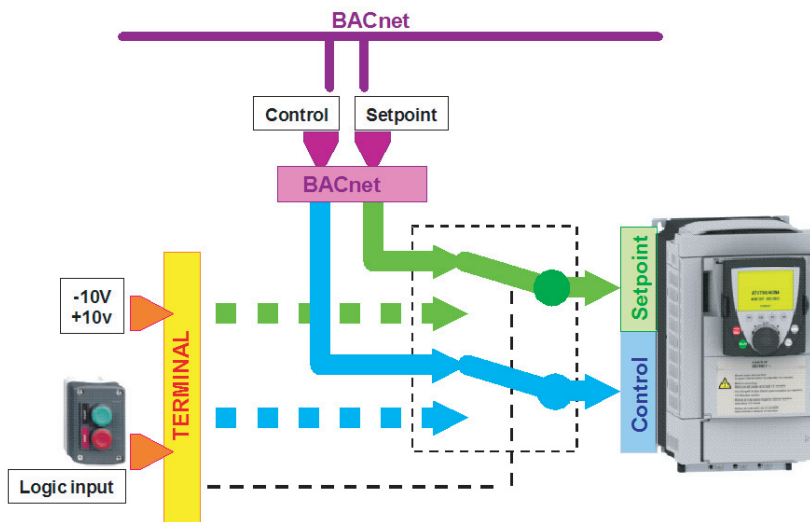 BACnet
Control
Setpoint
BACnet
-10V
+10v
TERMINAL
Logic input
Setpoint
Control